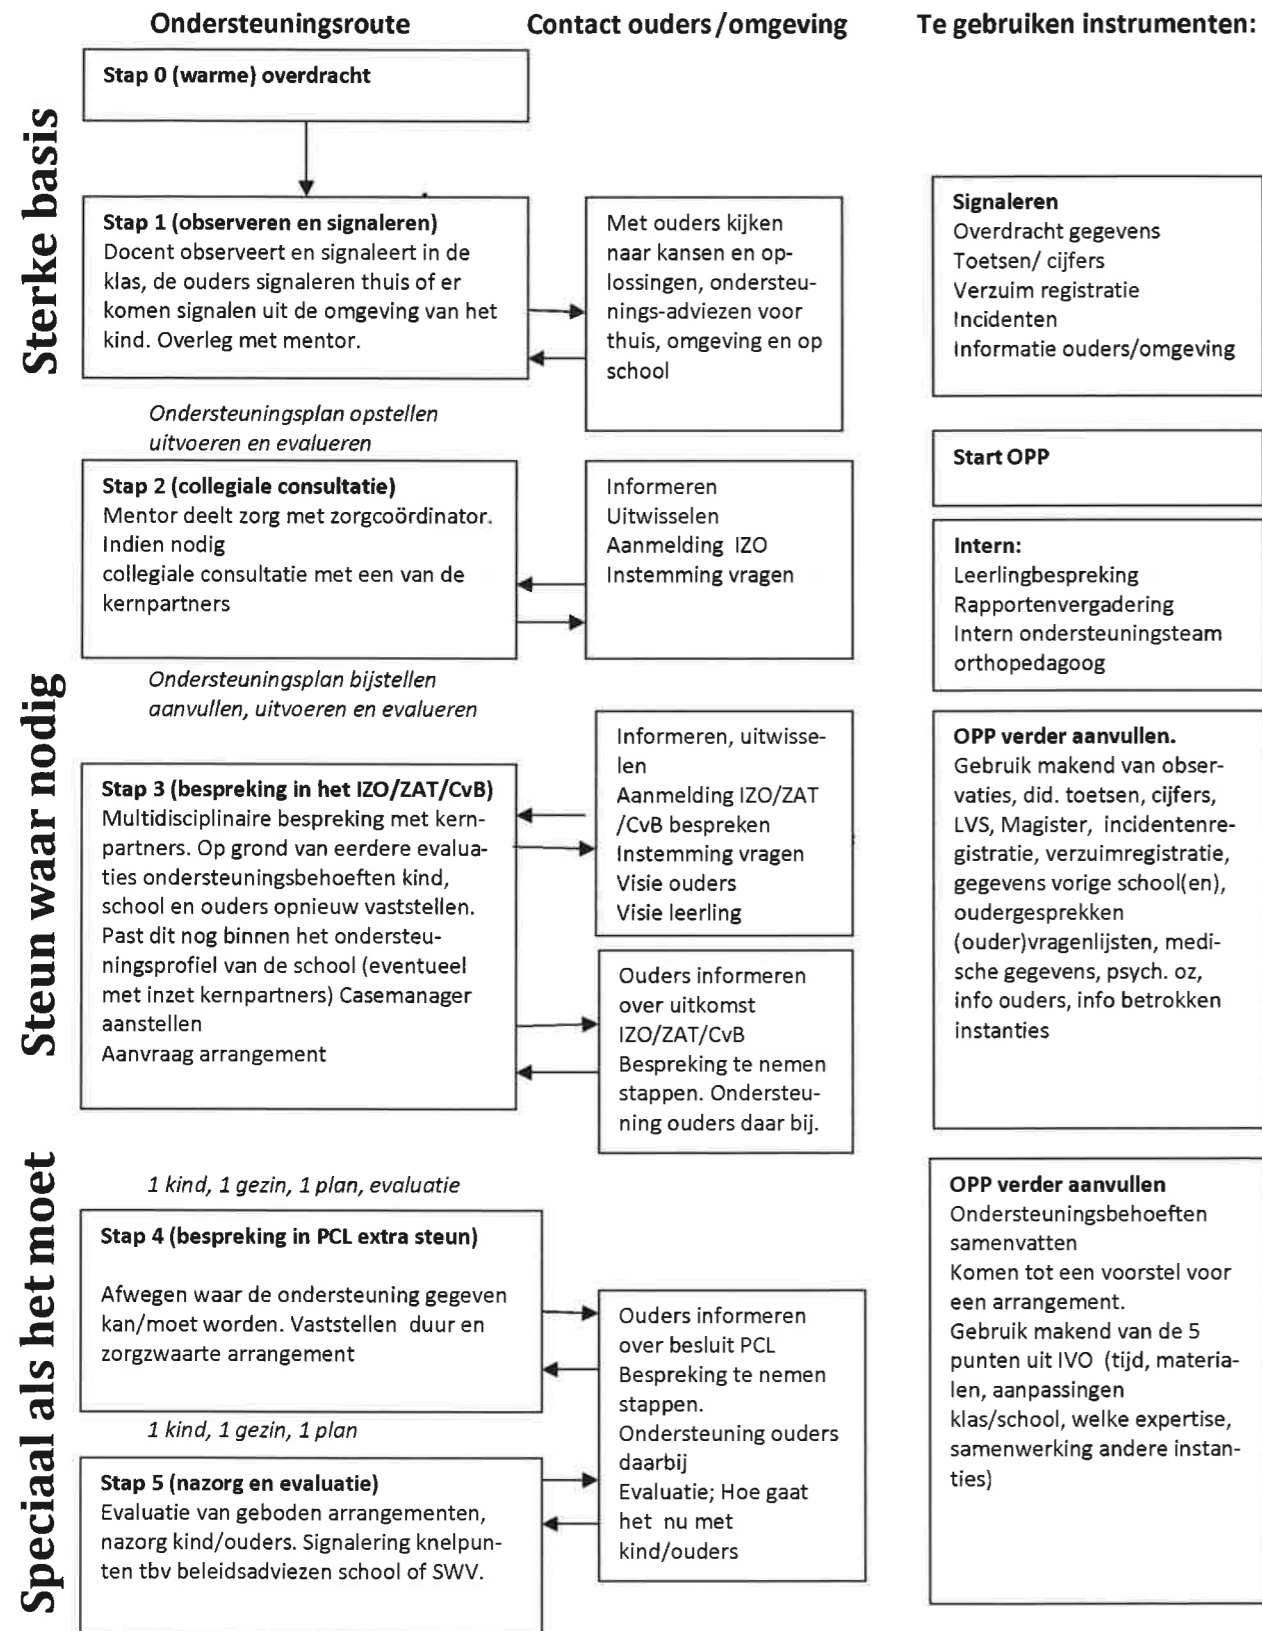 Ondersteuningsroute
Contact ouders/omgeving
Te gebruiken instrumenten:
Sterke basis
Stap 0 (warme) overdracht
Stap 1 (observeren en signaleren)
Docent observeert en signaleert in de
klas, de ouders signaleren thuis of er
komen signalen uit de omgeving van het
kind. Overleg met mentor.
Met ouders kijken
naar kansen en op-
lossingen, ondersteu-
nings-adviezen voor
thuis, omgeving en op
school
Signaleren
Overdracht gegevens
Toetsen/ cijfers
Verzuim registratie
Incidenten
Informatie ouders/omgeving
Ondersteuningsplan opstellen
uitvoeren en evalueren
Start OPP
Stap 2 (collegiale consultatie)
Mentor deelt zorg met zorgcoördinator.
Indien nodig
collegiale consultatie met een van de
kernpartners
Informeren
Uitwisselen
Aanmelding IZO
Instemming vragen
Intern:
Leerlingbespreking
Rapportenvergadering
Intern ondersteuningsteam
orthopedagoog
Steun waar nodig
Ondersteuningsplan bijstellen
aanvullen, uitvoeren en evalueren
Stap 3 (bespreking in het IZO/ZAT/CvB)
Multidisciplinaire bespreking met kern-
partners. Op grond van eerdere evalua-
ties ondersteuningsbehoeften kind,
school en ouders opnieuw vaststellen.
Past dit nog binnen het ondersteu-
ningsprofiel van de school (eventueel
met inzet kernpartners) Casemanager
aanstellen
Aanvraag arrangement
Informeren, uitwisse-
len
Aanmelding IZO/ZAT
/CvB bespreken
Instemming vragen
Visie ouders
Visie leerling
Ouders informeren
over uitkomst
IZO/ZAT/CvB
Bespreking te nemen
stappen. Ondersteu-
ning ouders daar bij.
OPP verder aanvullen.
Gebruik makend van obser-
vaties, did. toetsen, cijfers,
LVS, Magister, incidentenre-
gistratie, verzuimregistratie,
gegevens vorige school(en),
oudergesprekken
(ouder)vragenlijsten, medi-
sche gegevens, psych. oz,
info ouders, info betrokken
instanties
Speciaal als het moet
1 kind, 1 gezin, 1 plan, evaluatie
Stap 4 (bespreking in PCL extra steun)
Afwegen waar de ondersteuning gegeven
kan/moet worden. Vaststellen duur en
zorgzwaarte arrangement
1 kind, 1 gezin, 1 plan
Stap 5 (nazorg en evaluatie)
Evaluatie van geboden arrangementen,
nazorg kind/ouders. Signalering knelpun-
ten tbv beleidsadviezen school of SWV.
Ouders informeren
over besluit PCL
Bespreking te nemen
stappen.
Ondersteuning ouders
daarbij
Evaluatie; Hoe gaat
het nu met
kind/ouders
OPP verder aanvullen
Ondersteuningsbehoeften
samenvatten
Komen tot een voorstel voor
een arrangement.
Gebruik makend van de 5
punten uit IVO (tijd, materia-
len, aanpassingen
klas/school, welke expertise,
samenwerking andere instan-
ties)